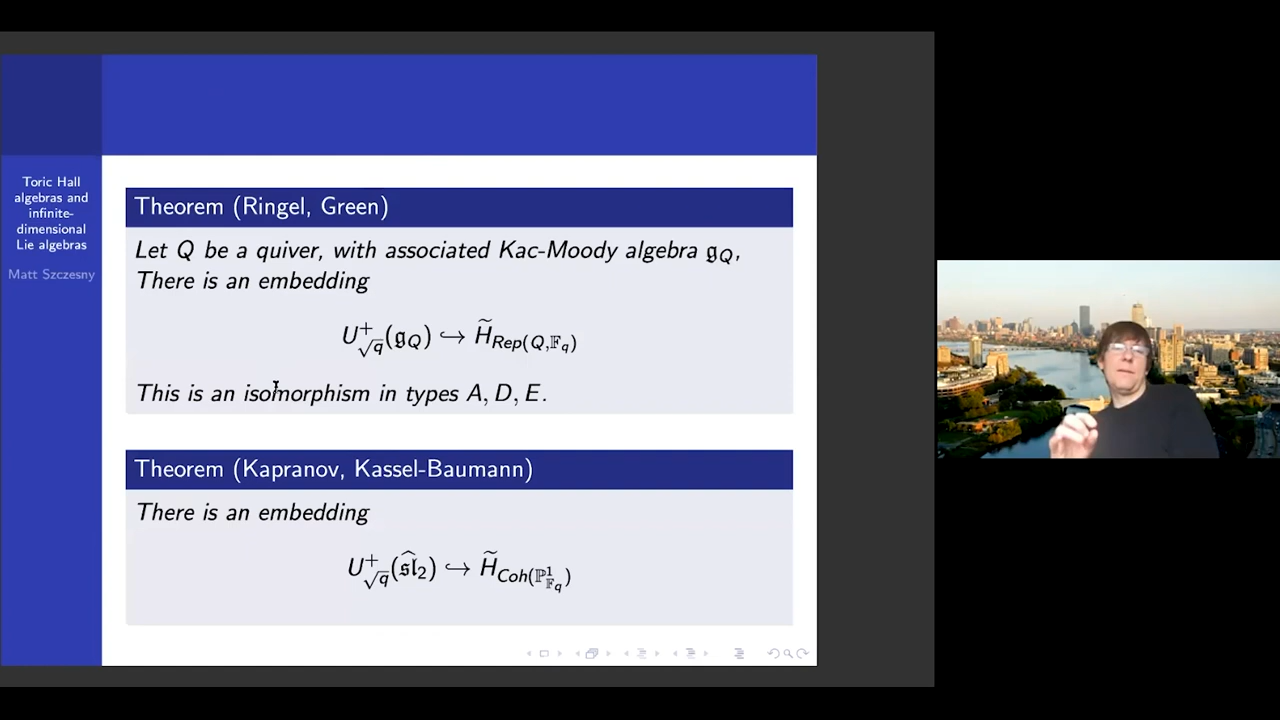 Toric Hall
algebras and
infinite-
dimensional
Lie algebras
Matt Szczesny
Theorem (Ringel, Green)
Let Q be a quiver, with associated Kac-Moody algebra 𝔤_Q,
There is an embedding
U^+_{√q}(𝔤_Q) ↪ H̃_{Rep(Q,𝔽_q)}
This is an isomorphism in types A, D, E.
Theorem (Kapranov, Kassel-Baumann)
There is an embedding
U^+_{√q}(\widehat{𝔰𝔩}_2) ↪ H̃_{Coh(ℙ^1_{𝔽_q})}